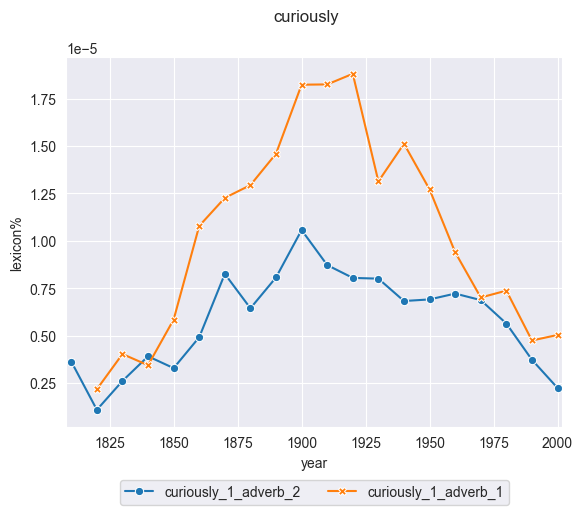 curiously
1e−5
1.75
1.50
1.25
1.00
0.75
0.50
0.25
lexicon%
1825 1850 1875 1900 1925 1950 1975 2000
year
curiously_1_adverb_2 curiously_1_adverb_1